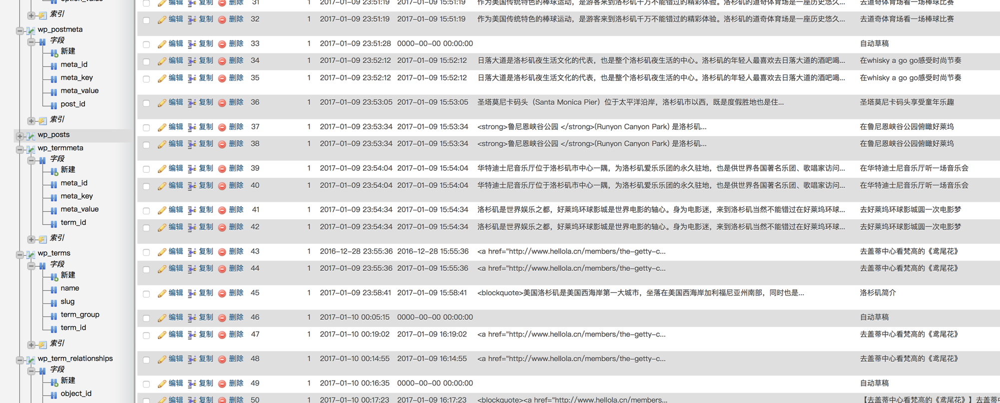 option_value
索引
wp_postmeta
字段
新建
meta_id
meta_key
meta_value
post_id
索引
wp_posts
wp_termmeta
字段
新建
meta_id
meta_key
meta_value
term_id
索引
wp_terms
字段
新建
name
slug
term_group
term_id
索引
wp_term_relationships
字段
新建
object_id
编辑 复制 删除 31 1 2017-01-09 23:51:19 2017-01-09 15:51:19 作为美国传统特色的棒球运动，是游客来到洛杉矶千万不能错过的精彩体验。洛杉矶的道奇体育场是一座历史悠久... 去道奇体育场看一场棒球比赛
编辑 复制 删除 32 1 2017-01-09 23:51:19 2017-01-09 15:51:19 作为美国传统特色的棒球运动，是游客来到洛杉矶千万不能错过的精彩体验。洛杉矶的道奇体育场是一座历史悠久... 去道奇体育场看一场棒球比赛
编辑 复制 删除 33 1 2017-01-09 23:51:28 0000-00-00 00:00:00 自动草稿
编辑 复制 删除 34 1 2017-01-09 23:52:12 2017-01-09 15:52:12 日落大道是洛杉矶夜生活文化的代表，也是整个洛杉矶夜生活的中心。洛杉矶的年轻人最喜欢去日落大道的酒吧喝... 在whisky a go go感受时尚节奏
编辑 复制 删除 35 1 2017-01-09 23:52:12 2017-01-09 15:52:12 日落大道是洛杉矶夜生活文化的代表，也是整个洛杉矶夜生活的中心。洛杉矶的年轻人最喜欢去日落大道的酒吧喝... 在whisky a go go感受时尚节奏
编辑 复制 删除 36 1 2017-01-09 23:53:05 2017-01-09 15:53:05 圣塔莫尼卡码头（Santa Monica Pier）位于太平洋沿岸，洛杉矶市以西，既是度假胜地也是住... 圣塔莫尼卡码头享受童年乐趣
编辑 复制 删除 37 1 2017-01-09 23:53:34 2017-01-09 15:53:34 <strong>鲁尼恩峡谷公园 </strong>(Runyon Canyon Park) 是洛杉矶... 在鲁尼恩峡谷公园俯瞰好莱坞
编辑 复制 删除 38 1 2017-01-09 23:53:34 2017-01-09 15:53:34 <strong>鲁尼恩峡谷公园 </strong>(Runyon Canyon Park) 是洛杉矶... 在鲁尼恩峡谷公园俯瞰好莱坞
编辑 复制 删除 39 1 2017-01-09 23:54:04 2017-01-09 15:54:04 华特迪士尼音乐厅位于洛杉矶市中心一隅，为洛杉矶爱乐乐团的永久驻地，也是供世界各国著名乐团、歌唱家访问... 在华特迪士尼音乐厅听一场音乐会
编辑 复制 删除 40 1 2017-01-09 23:54:04 2017-01-09 15:54:04 华特迪士尼音乐厅位于洛杉矶市中心一隅，为洛杉矶爱乐乐团的永久驻地，也是供世界各国著名乐团、歌唱家访问... 在华特迪士尼音乐厅听一场音乐会
编辑 复制 删除 41 1 2017-01-09 23:54:34 2017-01-09 15:54:34 洛杉矶是世界娱乐之都，好莱坞环球影城是世界电影的轴心。身为电影迷，来到洛杉矶当然不能错过在好莱坞环球... 去好莱坞环球影城圆一次电影梦
编辑 复制 删除 42 1 2017-01-09 23:54:34 2017-01-09 15:54:34 洛杉矶是世界娱乐之都，好莱坞环球影城是世界电影的轴心。身为电影迷，来到洛杉矶当然不能错过在好莱坞环球... 去好莱坞环球影城圆一次电影梦
编辑 复制 删除 43 1 2016-12-28 23:55:36 2016-12-28 15:55:36 <a href="http://www.hellola.cn/members/the-getty-c... 去盖蒂中心看梵高的《鸢尾花》
编辑 复制 删除 44 1 2017-01-09 23:55:36 2017-01-09 15:55:36 <a href="http://www.hellola.cn/members/the-getty-c... 去盖蒂中心看梵高的《鸢尾花》
编辑 复制 删除 45 1 2017-01-09 23:58:41 2017-01-09 15:58:41 <blockquote>美国洛杉矶是美国西海岸第一大城市，坐落在美国西海岸加利福尼亚州南部，同时也是... 洛杉矶简介
编辑 复制 删除 46 1 2017-01-10 00:05:15 0000-00-00 00:00:00 自动草稿
编辑 复制 删除 47 1 2017-01-10 00:19:02 2017-01-09 16:19:02 <a href="http://www.hellola.cn/members/the-getty-c... 去盖蒂中心看梵高的《鸢尾花》
编辑 复制 删除 48 1 2017-01-10 00:14:55 2017-01-09 16:14:55 <a href="http://www.hellola.cn/members/the-getty-c... 去盖蒂中心看梵高的《鸢尾花》
编辑 复制 删除 49 1 2017-01-10 00:16:35 0000-00-00 00:00:00 自动草稿
编辑 复制 删除 50 1 2017-01-10 00:17:23 2017-01-09 16:17:23 <blockquote><a href="http://www.hellola.cn/members... 【去盖蒂中心看梵高的《鸢尾花》】去盖蒂